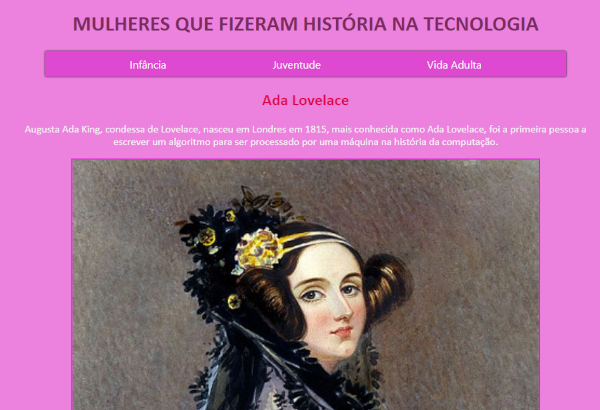 MULHERES QUE FIZERAM HISTÓRIA NA TECNOLOGIA
Infância Juventude Vida Adulta
Ada Lovelace
Augusta Ada King, condessa de Lovelace, nasceu em Londres em 1815, mais conhecida como Ada Lovelace, foi a primeira pessoa a
escrever um algoritmo para ser processado por uma máquina na história da computação.